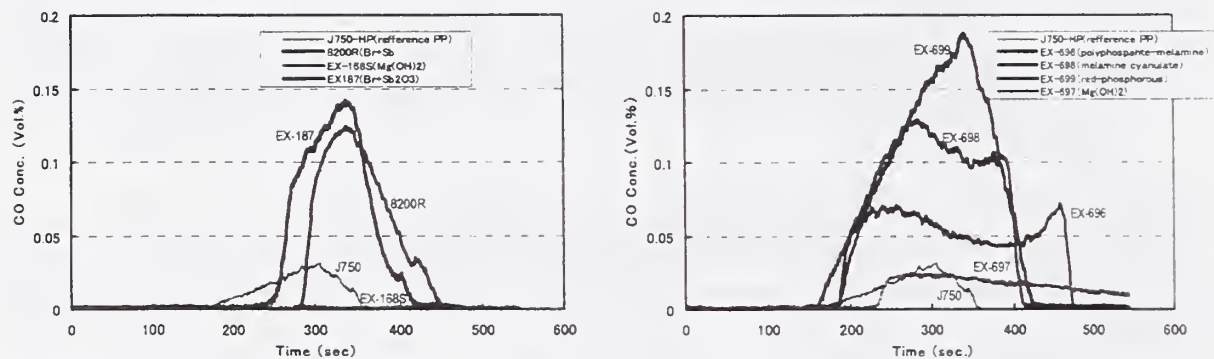 0.2
0.15
0.1
0.05
0
CO Conc. (Vol.%)
J750-HP(refference PP)
8200R(Br+Sb
EX-168S(Mg(OH)2)
EX187(Br+Sb2O3)
EX-187
8200R
J750
EX-168S
0 100 200 300 400 500 600
Time (sec)
0.2
0.15
0.1
0.05
0
CO Conc.(Vol.%)
J750-HP(refference PP)
EX-696(polyphospahte-melamine)
EX-698(melamine cyanulate)
EX-699(red-phosphorous)
EX-697(Mg(OH)2)
EX-699
EX-698
EX-696
EX-697
J750
0 100 200 300 400 500 600
Time (sec.)